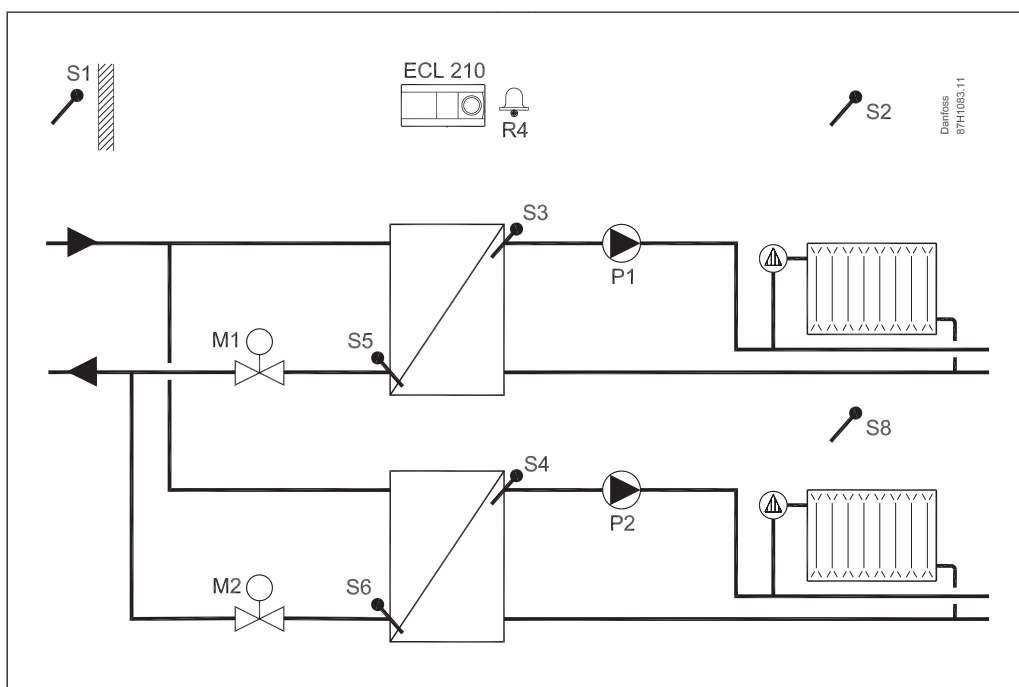 S1
ECL 210
R4
S2
Danfoss
87H1083.11
S3
P1
M1
S5
S8
S4
P2
M2
S6